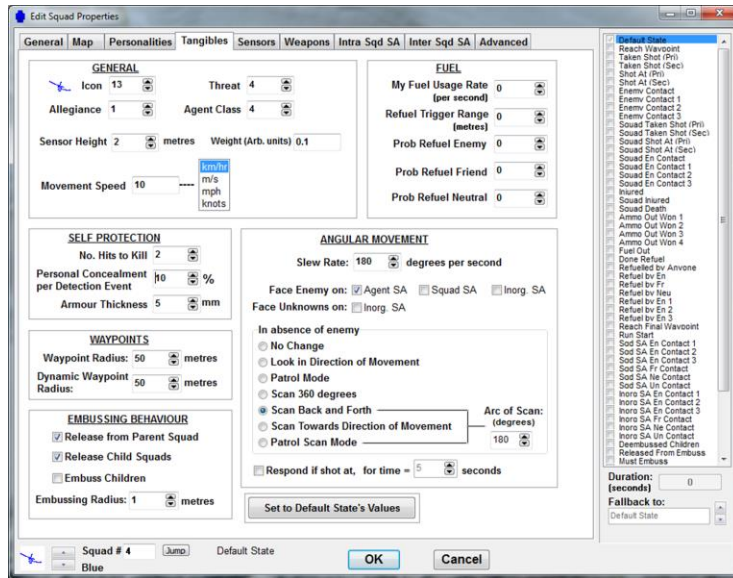 Edit Squad Properties
General Map Personalities Tangibles Sensors Weapons Intra Sqd SA Inter Sqd SA Advanced
GENERAL
Icon 13 Threat 4
Allegiance 1 Agent Class 4
Sensor Height 2 metres Weight (Arb. units) 0.1
Movement Speed 10 ----
km/hr
m/s
mph
knots
FUEL
My Fuel Usage Rate 0
(per second)
Refuel Trigger Range 0
(metres)
Prob Refuel Enemy 0
Prob Refuel Friend 0
Prob Refuel Neutral 0
SELF PROTECTION
No. Hits to Kill 2
Personal Concealment 10 %
per Detection Event
Armour Thickness 5 mm
WAYPOINTS
Waypoint Radius: 50 metres
Dynamic Waypoint 50 metres
Radius:
EMBUSSING BEHAVIOUR
Release from Parent Squad
Release Child Squads
Embuss Children
Embussing Radius: 1 metres
ANGULAR MOVEMENT
Slew Rate: 180 degrees per second
Face Enemy on: Agent SA Squad SA Inorg. SA
Face Unknowns on: Inorg. SA
In absence of enemy
No Change
Look in Direction of Movement
Patrol Mode
Scan 360 degrees
Scan Back and Forth
Scan Towards Direction of Movement
Patrol Scan Mode
Arc of Scan:
(degrees)
180
Respond if shot at, for time = 5 seconds
Set to Default State's Values
Default State
Reach Waypoint
Taken Shot (Pri)
Taken Shot (Sec)
Shot At (Pri)
Shot At (Sec)
Enemy Contact
Enemy Contact 1
Enemy Contact 2
Enemy Contact 3
Squad Taken Shot (Pri)
Squad Taken Shot (Sec)
Squad Shot At (Pri)
Squad Shot At (Sec)
Squad En Contact
Squad En Contact 1
Squad En Contact 2
Squad En Contact 3
Injured
Squad Injured
Squad Death
Ammo Out Wpn 1
Ammo Out Wpn 2
Ammo Out Wpn 3
Ammo Out Wpn 4
Fuel Out
Done Refuel
Refuelled by Anyone
Refuel by En
Refuel by Fr
Refuel by Neu
Refuel by En 1
Refuel by En 2
Refuel by En 3
Reach Final Waypoint
Run Start
Sqd SA En Contact 1
Sqd SA En Contact 2
Sqd SA En Contact 3
Sqd SA Fr Contact
Sqd SA Ne Contact
Sqd SA Un Contact
Inorg SA En Contact 1
Inorg SA En Contact 2
Inorg SA En Contact 3
Inorg SA Fr Contact
Inorg SA Ne Contact
Inorg SA Un Contact
Deembussed Children
Released From Embuss
Must Embuss
Duration:
(seconds) 0
Fallback to:
Default State
Squad # 4 Jump Default State
Blue
OK Cancel